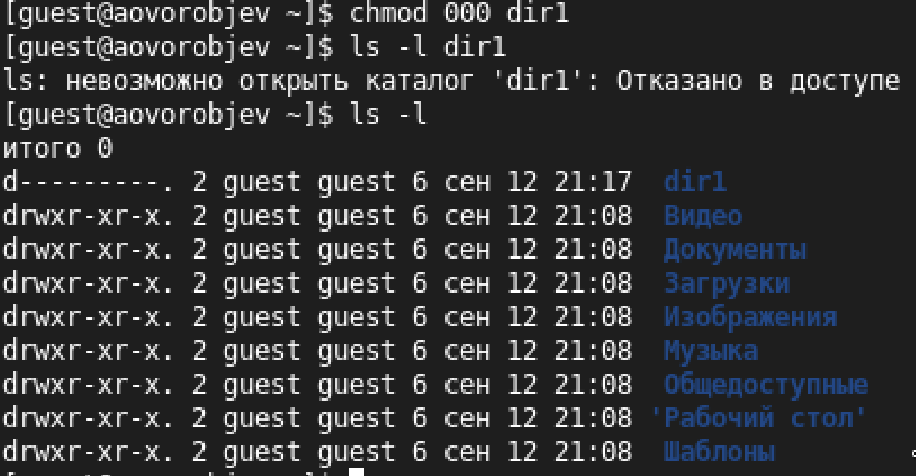 [guest@aovorobjev ~]$ chmod 000 dir1
[guest@aovorobjev ~]$ ls -l dir1
ls: невозможно открыть каталог 'dir1': Отказано в доступе
[guest@aovorobjev ~]$ ls -l
итого 0
d---------. 2 guest guest 6 сен 12 21:17  dir1
drwxr-xr-x. 2 guest guest 6 сен 12 21:08  Видео
drwxr-xr-x. 2 guest guest 6 сен 12 21:08  Документы
drwxr-xr-x. 2 guest guest 6 сен 12 21:08  Загрузки
drwxr-xr-x. 2 guest guest 6 сен 12 21:08  Изображения
drwxr-xr-x. 2 guest guest 6 сен 12 21:08  Музыка
drwxr-xr-x. 2 guest guest 6 сен 12 21:08  Общедоступные
drwxr-xr-x. 2 guest guest 6 сен 12 21:08 'Рабочий стол'
drwxr-xr-x. 2 guest guest 6 сен 12 21:08  Шаблоны